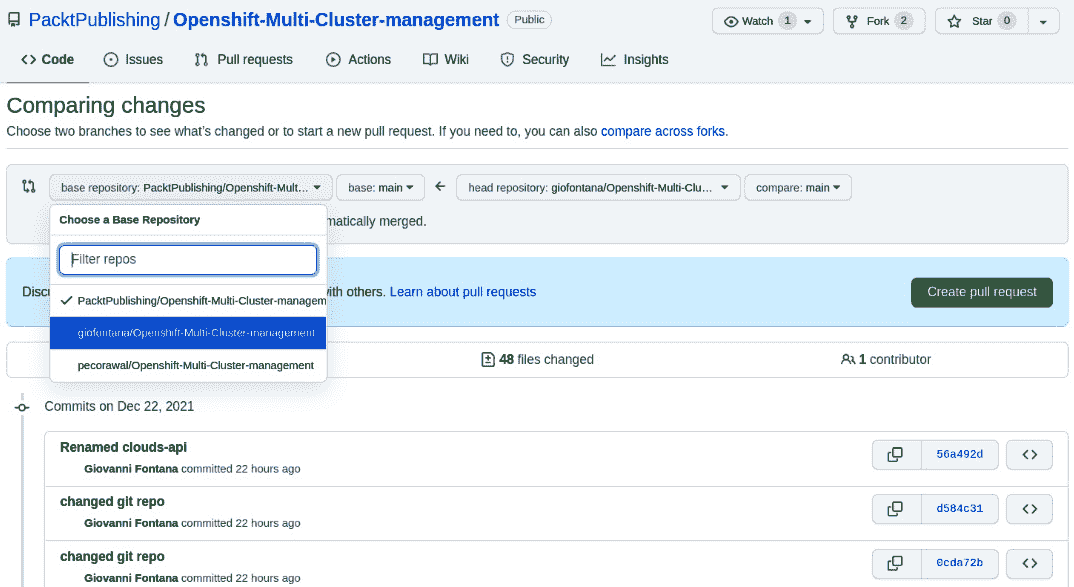 PacktPublishing / Openshift-Multi-Cluster-management Public Watch 1 Fork 2 Star 0
Code Issues Pull requests Actions Wiki Security Insights
Comparing changes
Choose two branches to see what's changed or to start a new pull request. If you need to, you can also compare across forks.
base repository: PacktPublishing/Openshift-Mult... base: main head repository: giofontana/Openshift-Multi-Clu... compare: main
Choose a Base Repository
matically merged.
Filter repos
Discu
ith others. Learn about pull requests
Create pull request
PacktPublishing/Openshift-Multi-Cluster-managem
giofontana/Openshift-Multi-Cluster-management
pecorawal/Openshift-Multi-Cluster-management
48 files changed
1 contributor
Commits on Dec 22, 2021
Renamed clouds-api
Giovanni Fontana committed 22 hours ago
56a492d
changed git repo
Giovanni Fontana committed 22 hours ago
d584c31
changed git repo
Giovanni Fontana committed 22 hours ago
0cda72b